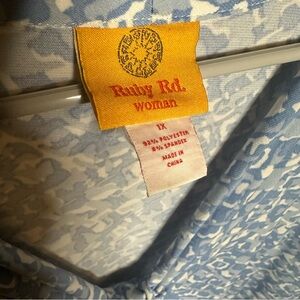 Ruby Rd.
woman
1X
92% POLYESTER
8% SPANDEX
MADE IN
CHINA